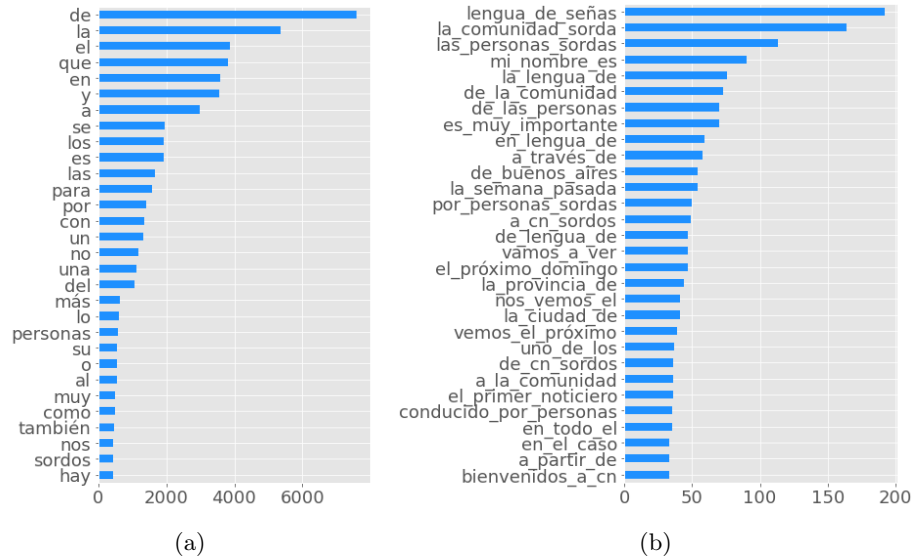 de
la
el
que
en
y
a
se
los
es
las
para
por
con
un
no
una
del
más
lo
personas
su
o
al
muy
como
también
nos
sordos
hay
0 2000 4000 6000
(a)
lengua_de_señas
la_comunidad_sorda
las_personas_sordas
mi_nombre_es
la_lengua_de
de_la_comunidad
de_las_personas
es_muy_importante
en_lengua_de
a_través_de
de_buenos_aires
la_semana_pasada
por_personas_sordas
a_cn_sordos
de_lengua_de
vamos_a_ver
el_próximo_domingo
la_provincia_de
nos_vemos_el
la_ciudad_de
vemos_el_próximo
uno_de_los
de_cn_sordos
a_la_comunidad
el_primer_noticiero
conducido_por_personas
en_todo_el
en_el_caso
a_partir_de
bienvenidos_a_cn
0 50 100 150 200
(b)